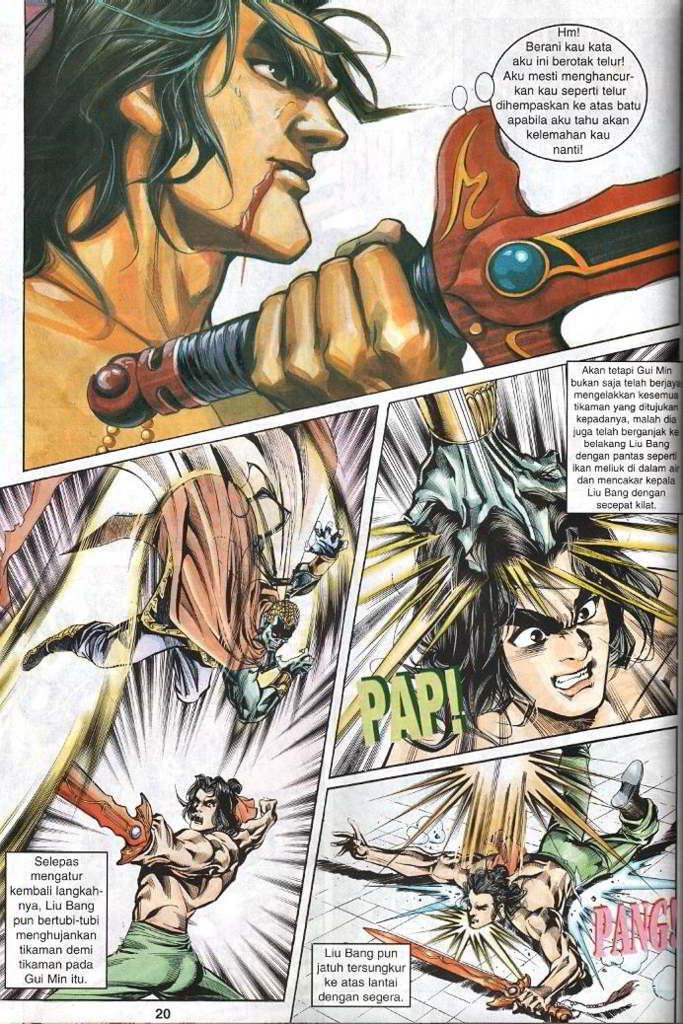 Hm!
Berani kau kata
aku ini berotak telur!
Aku mesti menghancur-
kan kau seperti telur
dihempaskan ke atas batu
apabila aku tahu akan
kelemahan kau
nanti!
Selepas
mengatur
kembali langkah-
nya, Liu Bang
pun bertubi-tubi
menghujankan
tikaman demi
tikaman pada
Gui Min itu.
Akan tetapi Gui Min
bukan saja telah berjaya
mengelakkan kesemua
tikaman yang ditujukan
kepadanya, malah dia
juga telah berganjak ke
belakang Liu Bang
dengan pantas seperti
ikan meliuk di dalam air
dan mencakar kepala
Liu Bang dengan
secepat kilat.
PAP!
PANG!
Liu Bang pun
jatuh tersungkur
ke atas lantai
dengan segera.
20